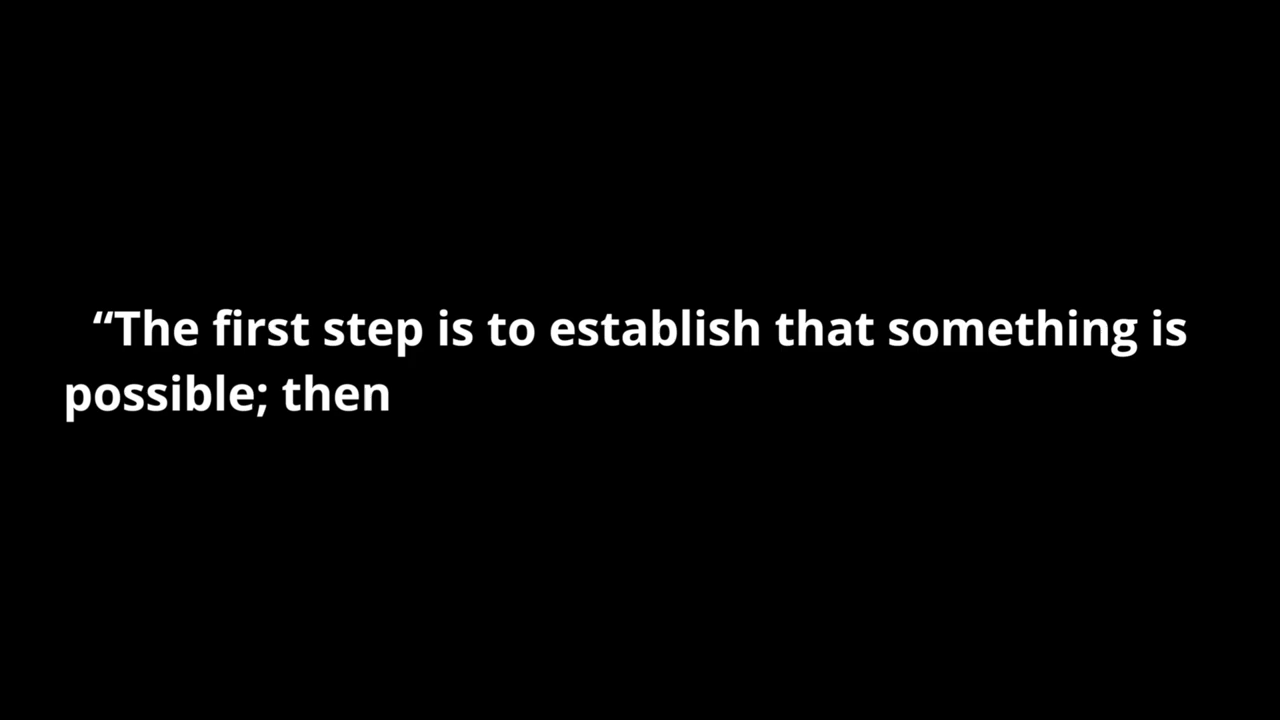 “The first step is to establish that something is
possible; then